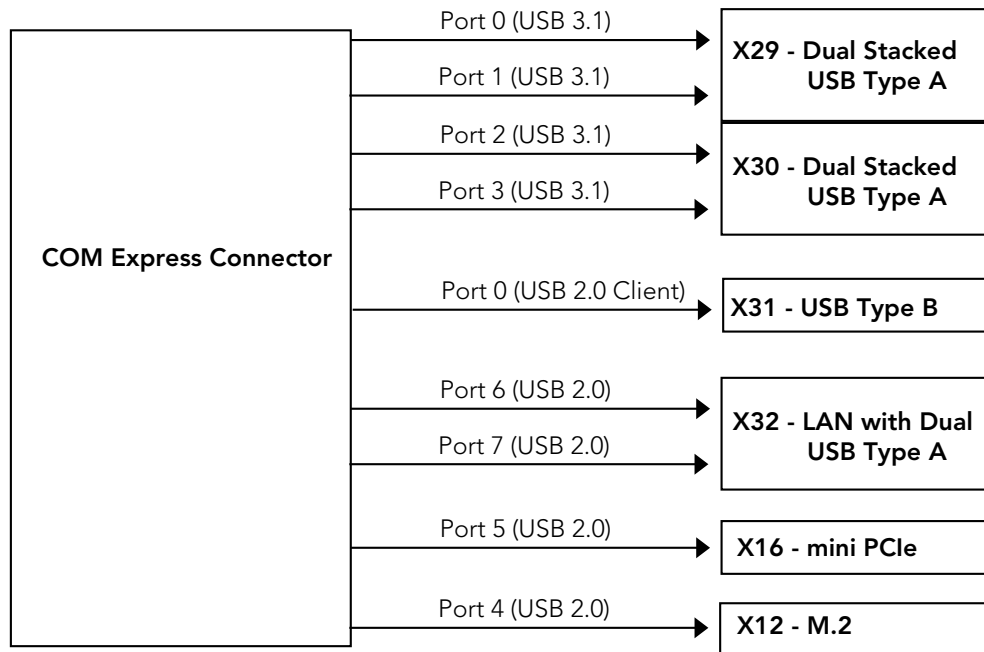 Port 0 (USB 3.1)
X29 - Dual Stacked
USB Type A
Port 1 (USB 3.1)
Port 2 (USB 3.1)
X30 - Dual Stacked
USB Type A
Port 3 (USB 3.1)
COM Express Connector
Port 0 (USB 2.0 Client)
X31 - USB Type B
Port 6 (USB 2.0)
X32 - LAN with Dual
USB Type A
Port 7 (USB 2.0)
Port 5 (USB 2.0)
X16 - mini PCIe
Port 4 (USB 2.0)
X12 - M.2